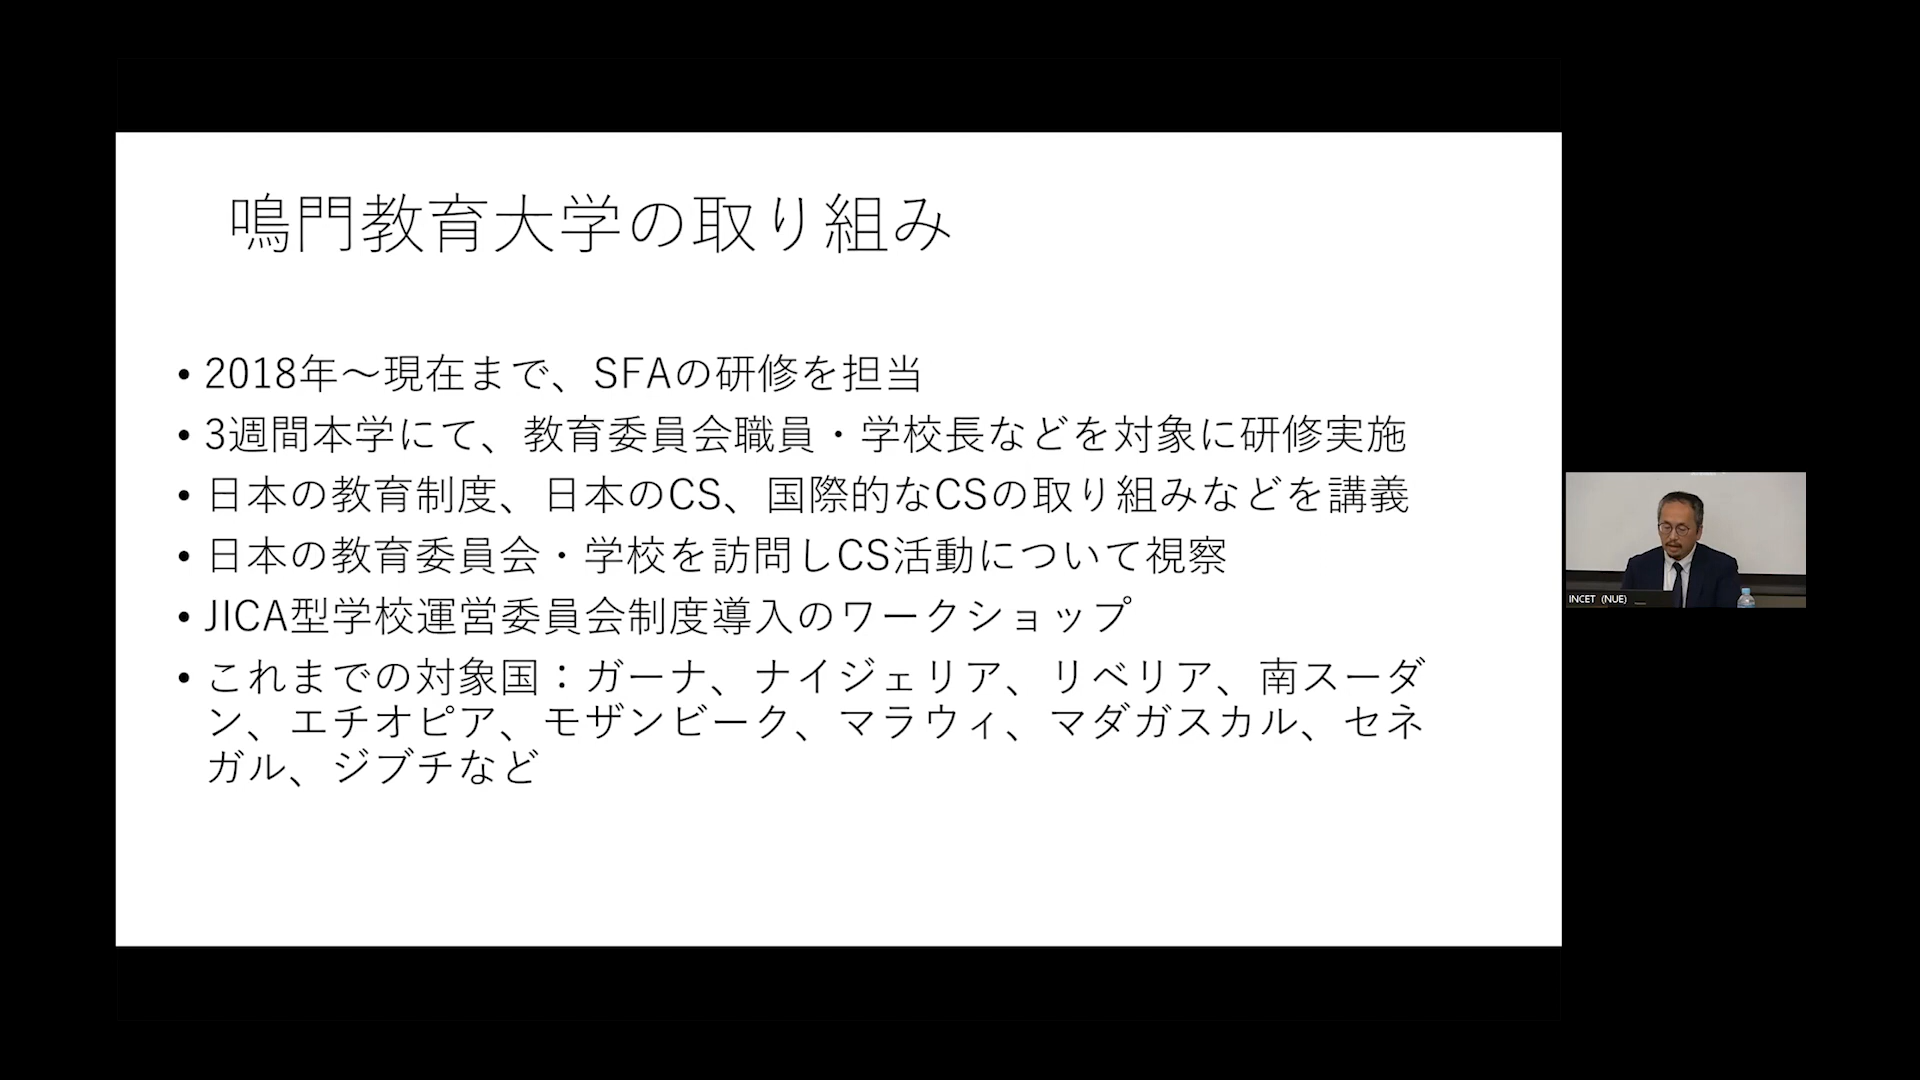 鳴門教育大学の取り組み
• 2018年～現在まで、SFAの研修を担当
• 3週間本学にて、教育委員会職員・学校長などを対象に研修実施
• 日本の教育制度、日本のCS、国際的なCSの取り組みなどを講義
• 日本の教育委員会・学校を訪問しCS活動について視察
• JICA型学校運営委員会制度導入のワークショップ
• これまでの対象国：ガーナ、ナイジェリア、リベリア、南スーダ
ン、エチオピア、モザンビーク、マラウィ、マダガスカル、セネ
ガル、ジブチなど
INCET (NUE)